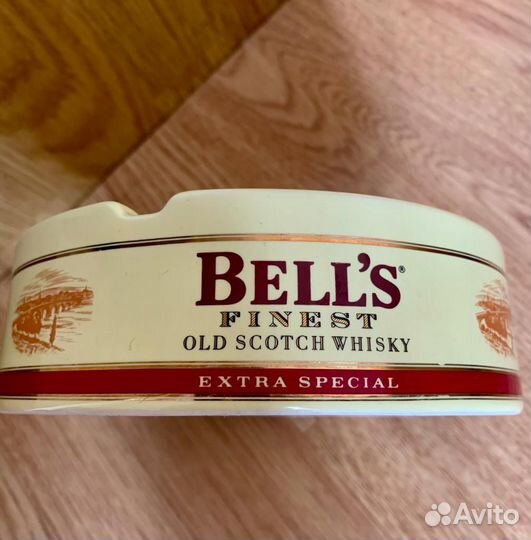 BELL'S®
FINEST
OLD SCOTCH WHISKY
EXTRA SPECIAL
Avito